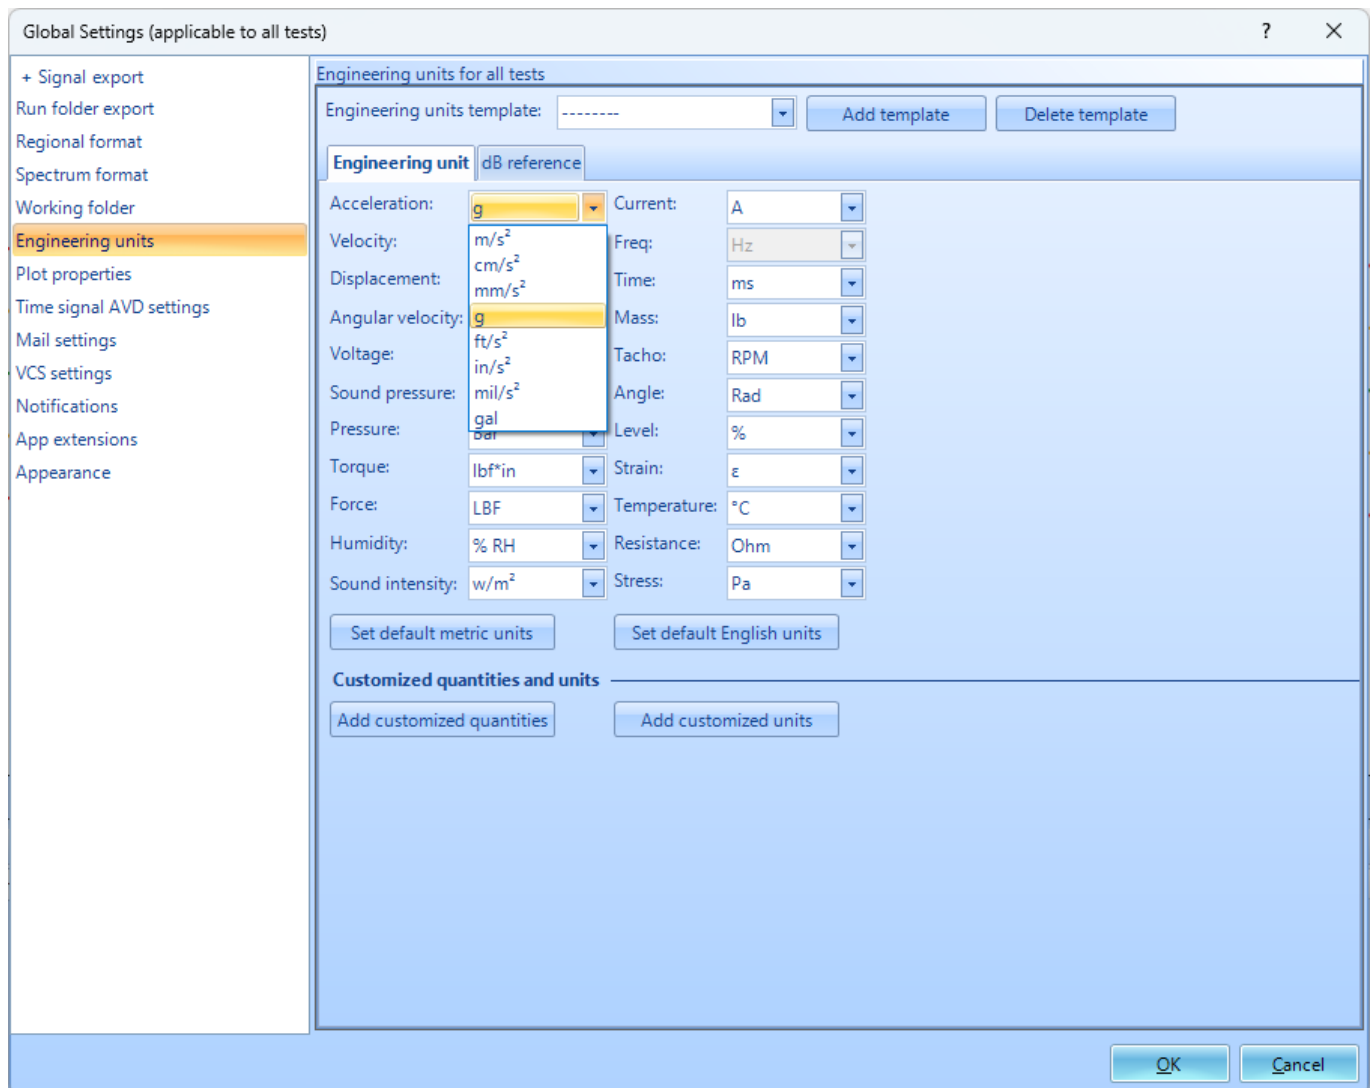 Global Settings (applicable to all tests)
?
+ Signal export
Run folder export
Regional format
Spectrum format
Working folder
Engineering units
Plot properties
Time signal AVD settings
Mail settings
VCS settings
Notifications
App extensions
Appearance
Engineering units for all tests
Engineering units template: -------- Add template Delete template
Engineering unit dB reference
Acceleration: g Current: A
Velocity: Freq: Hz
Displacement: Time: ms
Angular velocity: Mass: lb
Voltage: Tacho: RPM
Sound pressure: Angle: Rad
Pressure: Bar Level: %
Torque: lbf*in Strain: ε
Force: LBF Temperature: °C
Humidity: % RH Resistance: Ohm
Sound intensity: w/m² Stress: Pa
m/s²
cm/s²
mm/s²
g
ft/s²
in/s²
mil/s²
gal
Set default metric units Set default English units
Customized quantities and units
Add customized quantities Add customized units
OK Cancel